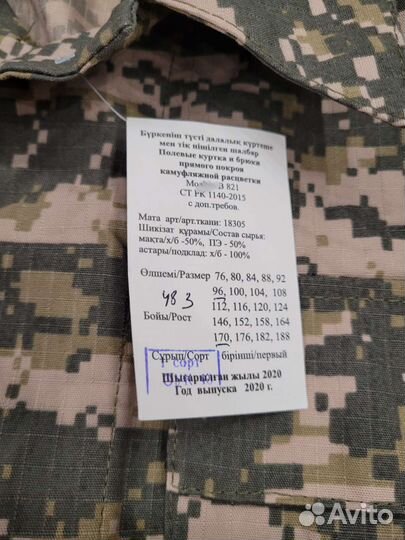 Бүркеніш түсті далалық күртеше
мен тік пішілген шалбар
Полевые куртка и брюки
прямого покроя
камуфляжной расцветки
В 821
СТ РК 1140-2015
с доп.требов.
Мата арт/арт.ткани: 18305
Шикізат құрамы/Состав сырья:
мақта/х/б -50%, ПЭ - 50%
астары/подклад: х/б - 100%
Өлшемі/Размер 76, 80, 84, 88, 92
96, 100, 104, 108
48 3
112, 116, 120, 124
Бойы/Рост 146, 152, 158, 164
170, 176, 182, 188
Сұрып/Сорт бірінші/первый
1 сорт
Шығарылған жылы 2020
Год выпуска 2020 г.
Avito